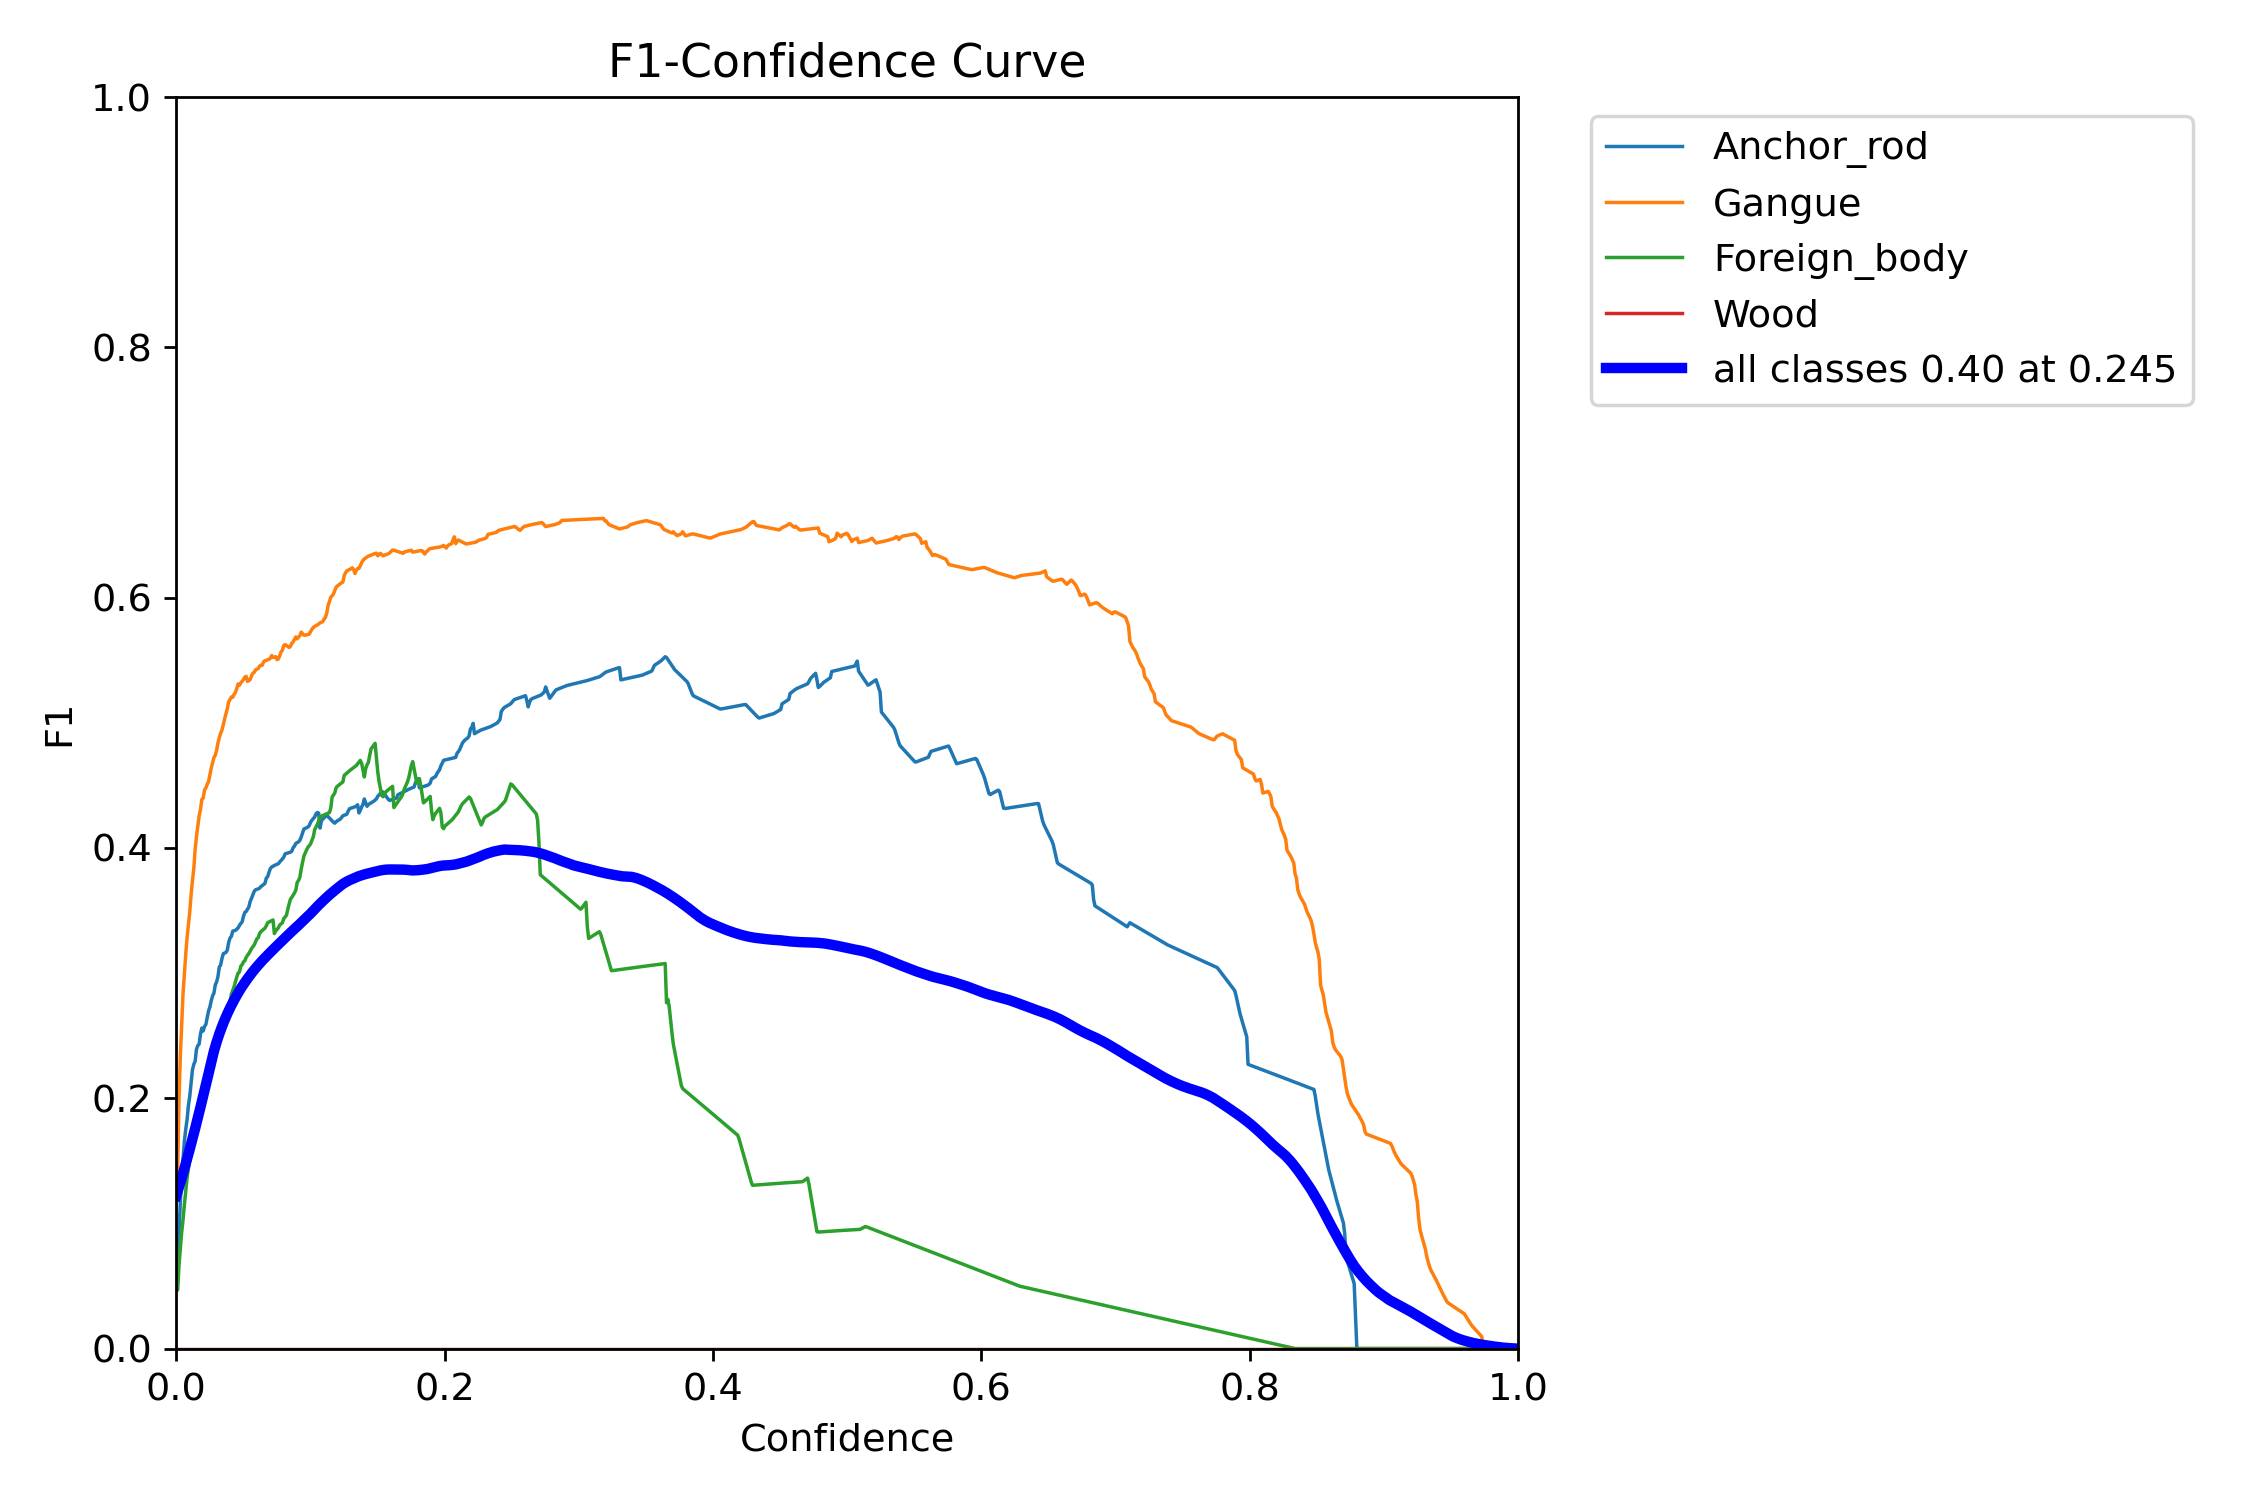 F1-Confidence Curve
1.0
0.8
0.6
0.4
0.2
0.0
F1
0.0 0.2 0.4 0.6 0.8 1.0
Confidence
Anchor_rod
Gangue
Foreign_body
Wood
all classes 0.40 at 0.245